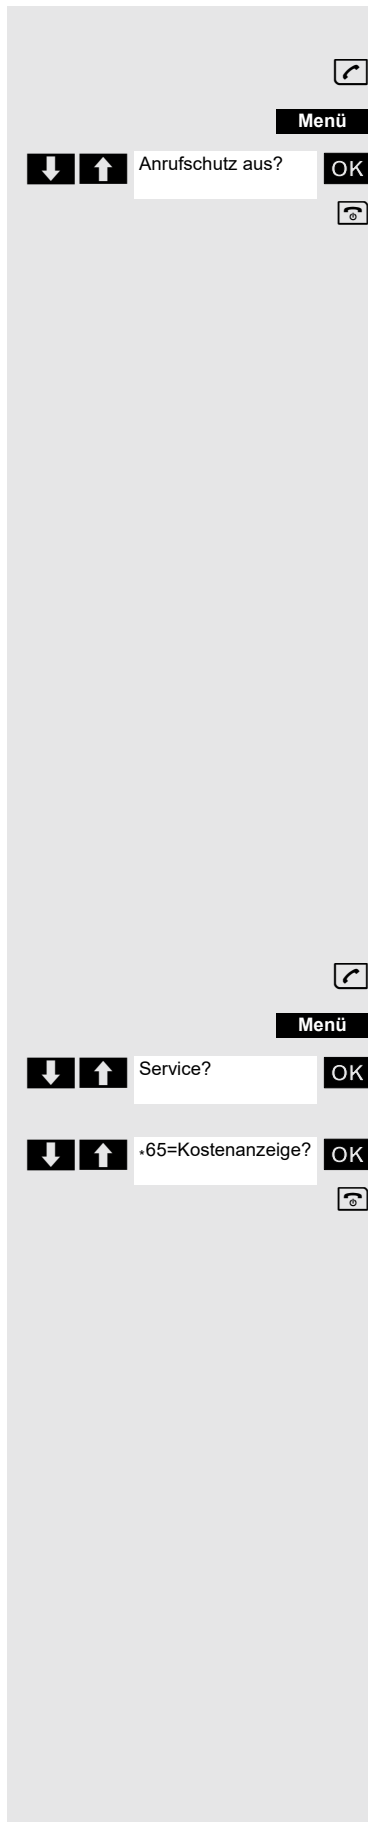 Menü
Anrufschutz aus? OK
Menü
Service? OK
*65=Kostenanzeige? OK